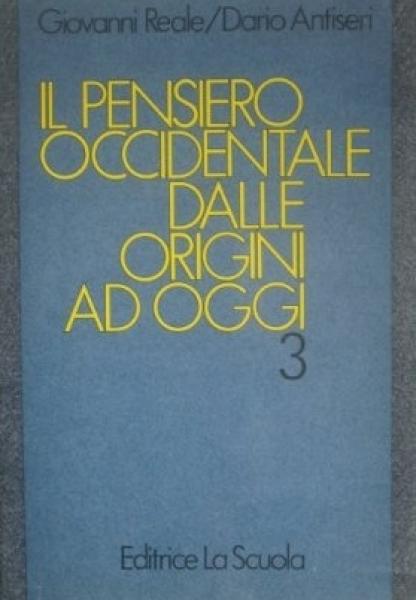 Giovanni Reale/Dario Antiseri
IL PENSIERO
OCCIDENTALE
DALLE
ORIGINI
AD OGGI
3
Editrice La Scuola